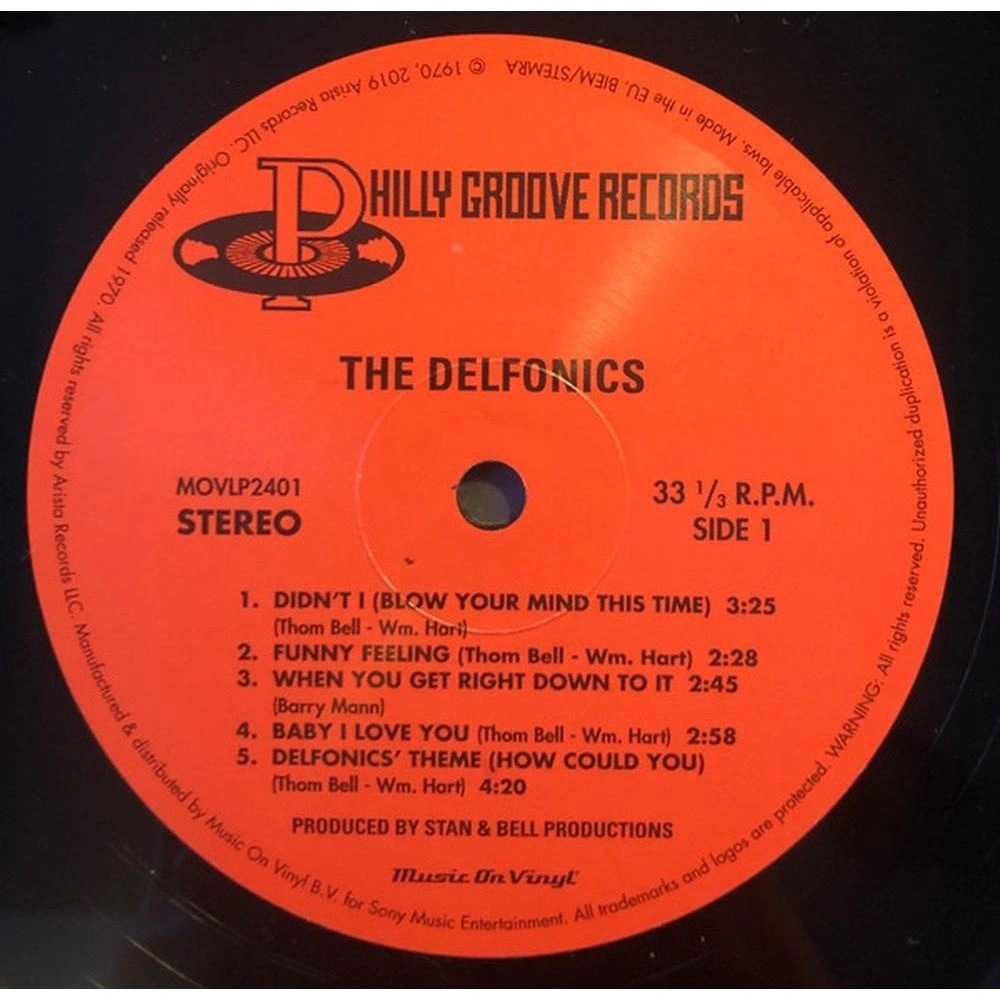 PHILLY GROOVE RECORDS
THE DELFONICS
MOVLP2401
STEREO
33 1/3 R.P.M.
SIDE 1
1. DIDN'T I (BLOW YOUR MIND THIS TIME) 3:25
(Thom Bell - Wm. Hart)
2. FUNNY FEELING (Thom Bell - Wm. Hart) 2:28
3. WHEN YOU GET RIGHT DOWN TO IT 2:45
(Barry Mann)
4. BABY I LOVE YOU (Thom Bell - Wm. Hart) 2:58
5. DELFONICS' THEME (HOW COULD YOU)
(Thom Bell - Wm. Hart) 4:20
PRODUCED BY STAN & BELL PRODUCTIONS
Music On Vinyl
© 1970, 2019 Arista Records LLC. Originally released 1970. All rights reserved by Arista Records LLC. Manufactured & distributed by Music On Vinyl B.V. for Sony Music Entertainment. All trademarks and logos are protected. WARNING: All rights reserved. Unauthorized duplication is a violation of applicable laws. Made in the EU. BIEM/STEMRA